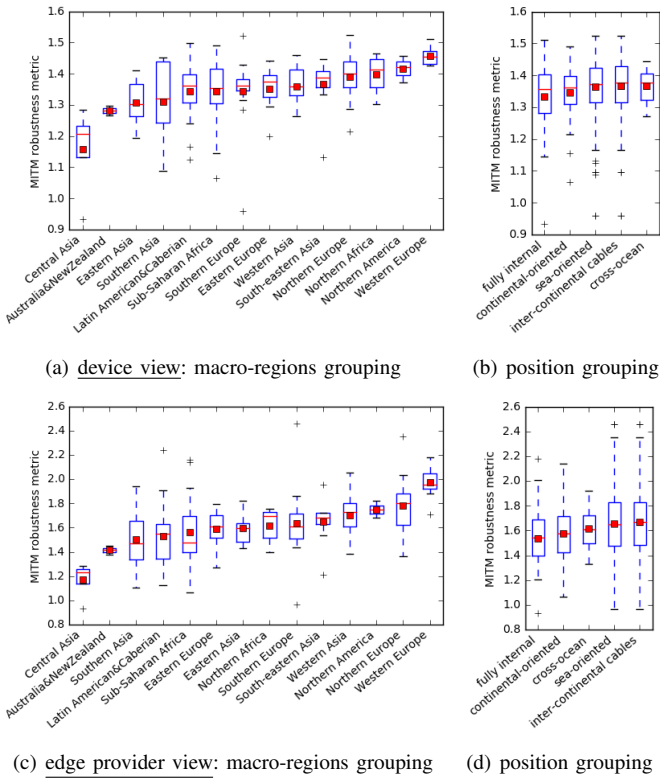 1.6
1.5
1.4
1.3
1.2
1.1
1.0
0.9
MITM robustness metric
Central Asia
Australia&NewZealand
Eastern Asia
Southern Asia
Latin American&Caberian
Sub-Saharan Africa
Southern Europe
Eastern Europe
Western Asia
South-eastern Asia
Northern Europe
Northern Africa
Northern America
Western Europe
(a) device view: macro-regions grouping
1.6
1.5
1.4
1.3
1.2
1.1
1.0
0.9
MITM robustness metric
fully internal
continental-oriented
sea-oriented
inter-continental cables
cross-ocean
(b) position grouping
2.6
2.4
2.2
2.0
1.8
1.6
1.4
1.2
1.0
0.8
MITM robustness metric
Central Asia
Australia&NewZealand
Southern Asia
Latin American&Caberian
Sub-Saharan Africa
Eastern Europe
Eastern Asia
Northern Africa
Southern Europe
South-eastern Asia
Western Asia
Northern America
Northern Europe
Western Europe
(c) edge provider view: macro-regions grouping
2.6
2.4
2.2
2.0
1.8
1.6
1.4
1.2
1.0
0.8
MITM robustness metric
fully internal
continental-oriented
cross-ocean
sea-oriented
inter-continental cables
(d) position grouping